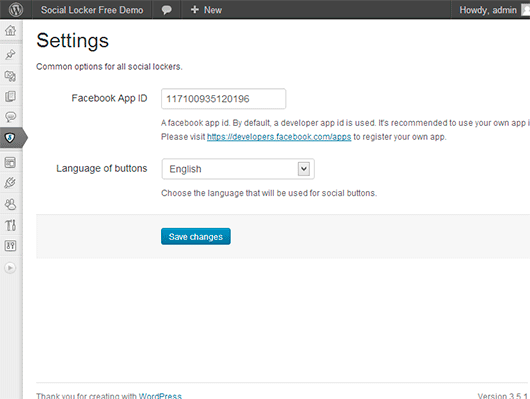 Social Locker Free Demo
New
Howdy, admin
Settings
Common options for all social lockers.
Facebook App ID
117100935120196
A facebook app id. By default, a developer app id is used. It's recommended to use your own app i
Please visit https://developers.facebook.com/apps to register your own app.
Language of buttons
English
Choose the language that will be used for social buttons.
Save changes
Thank you for creating with WordPress
Version 3.5.1